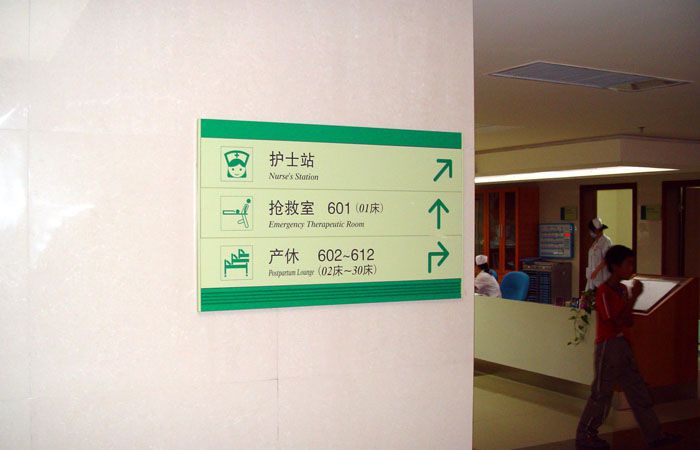 护士站
Nurse's Station
抢救室 601 (01床)
Emergency Therapeutic Room
产休 602~612
Postpartum Lounge (02床~30床)